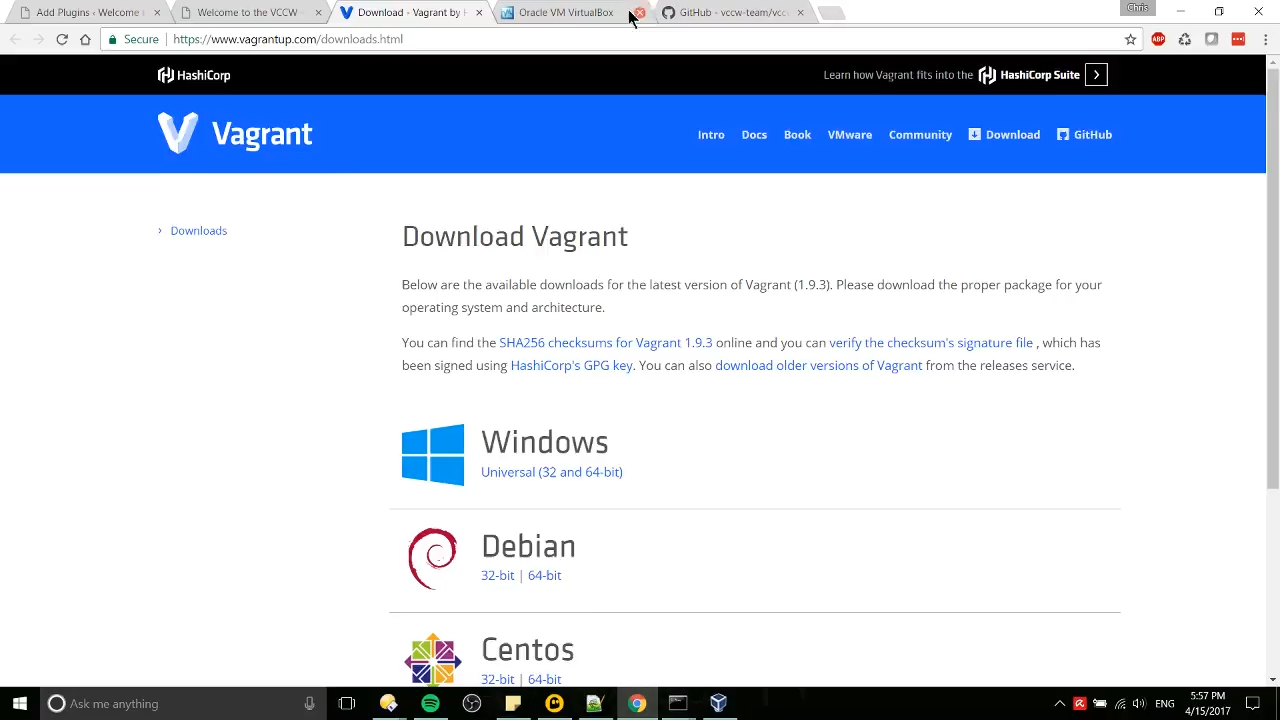 Add Plugins ‹ Welcome
Welcome to the VCCW
Download - Vagrant by
Oracle VM VirtualBox
GitHub - vccw-team/vcc
Chris
Secure
https://www.vagrantup.com/downloads.html
ABP
HashiCorp
Learn how Vagrant fits into the HashiCorp Suite
Vagrant
Intro Docs Book VMware Community Download GitHub
Downloads
Download Vagrant
Below are the available downloads for the latest version of Vagrant (1.9.3). Please download the proper package for your
operating system and architecture.
You can find the SHA256 checksums for Vagrant 1.9.3 online and you can verify the checksum's signature file , which has
been signed using HashiCorp's GPG key. You can also download older versions of Vagrant from the releases service.
Windows
Universal (32 and 64-bit)
Debian
32-bit | 64-bit
Centos
32-bit | 64-bit
Ask me anything
ENG
5:57 PM
4/15/2017